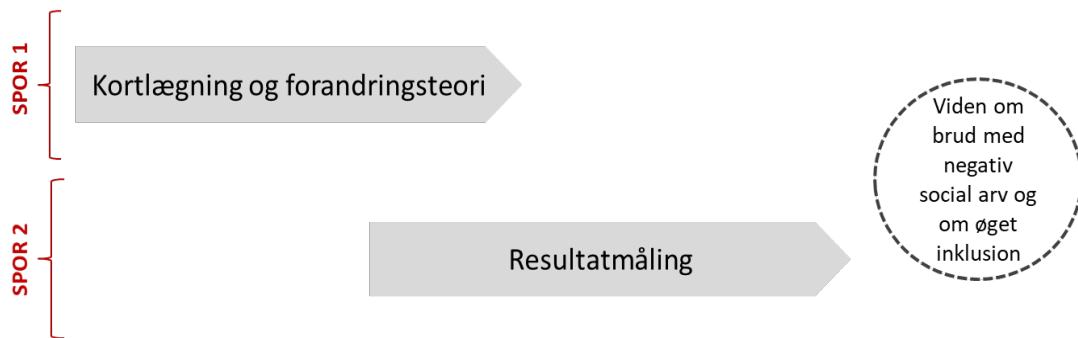 SPOR 1
Kortlægning og forandringsteori
Viden om
brud med
negativ
social arv og
om øget
inklusion
SPOR 2
Resultatmåling